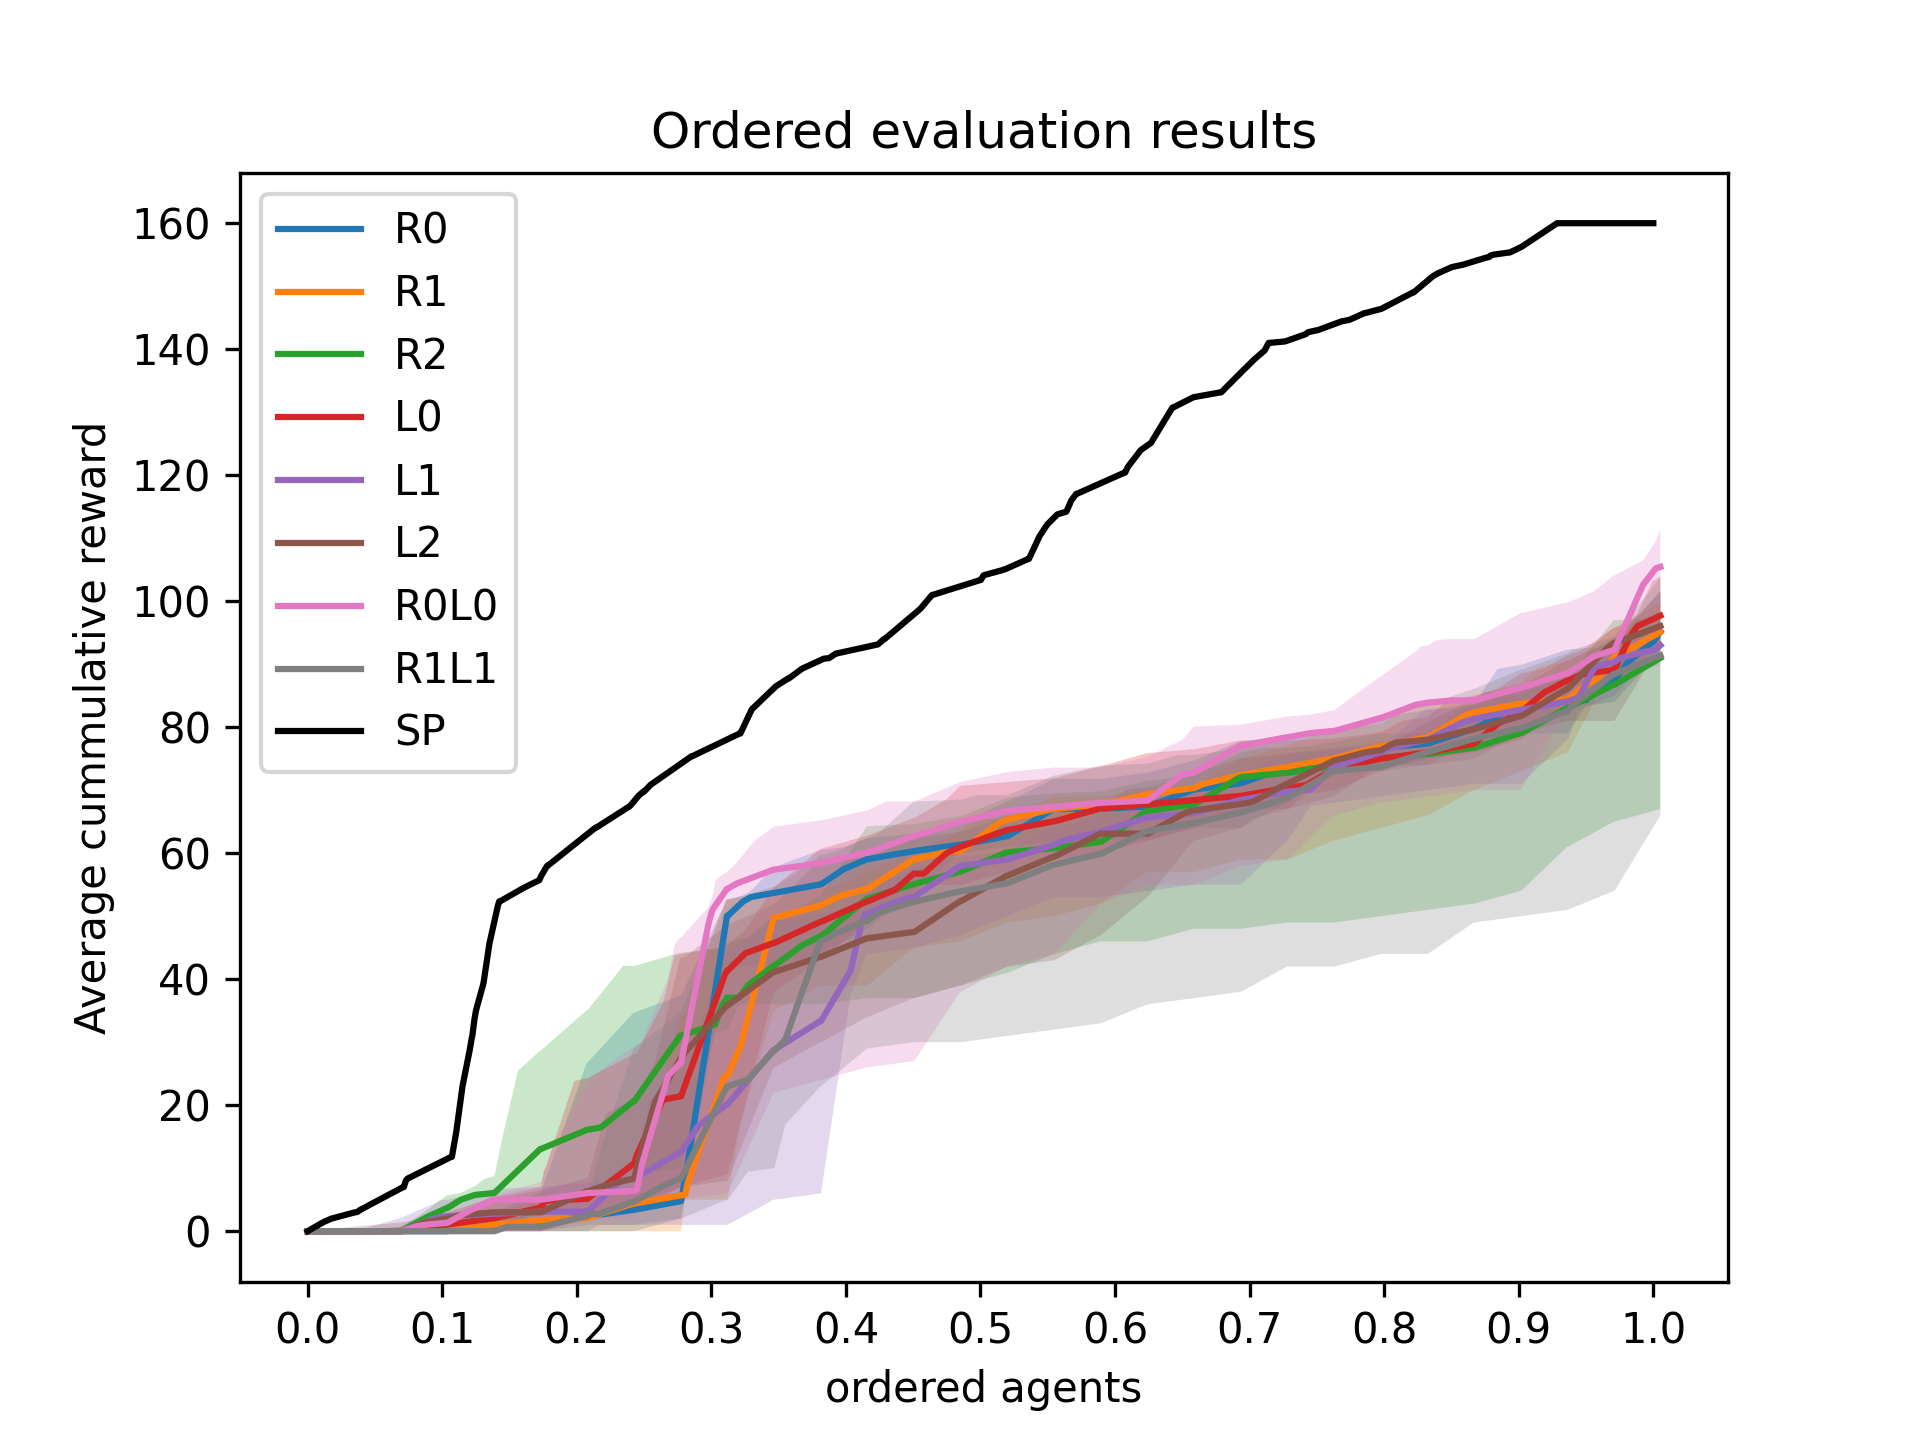 Ordered evaluation results
160
140
120
100
80
60
40
20
0
Average cummulative reward
R0
R1
R2
L0
L1
L2
R0L0
R1L1
SP
0.0 0.1 0.2 0.3 0.4 0.5 0.6 0.7 0.8 0.9 1.0
ordered agents